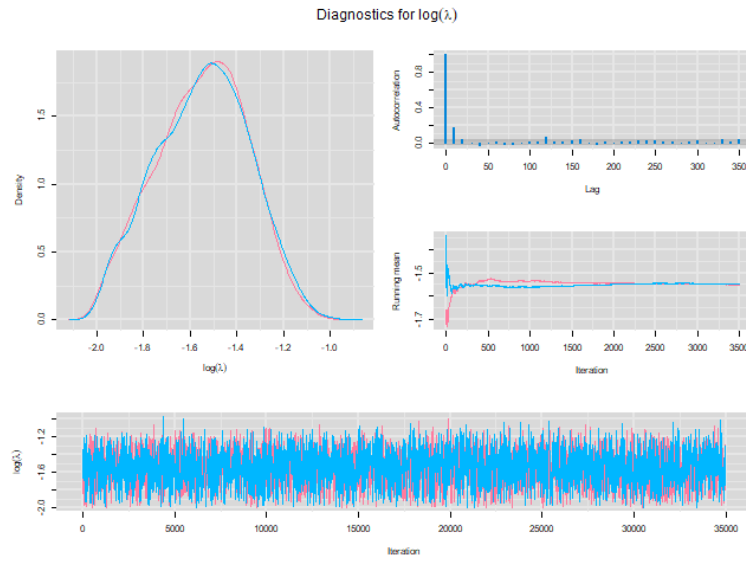 Diagnostics for log(λ)
Density
0.0 0.5 1.0 1.5
-2.0 -1.8 -1.6 -1.4 -1.2 -1.0
log(λ)
Autocorrelation
0.0 0.4 0.8
0 50 100 150 200 250 300 350
Lag
Running mean
-1.7 -1.5
0 500 1000 1500 2000 2500 3000 3500
Iteration
log(λ)
-2.0 -1.6 -1.2
0 5000 10000 15000 20000 25000 30000 35000
Iteration